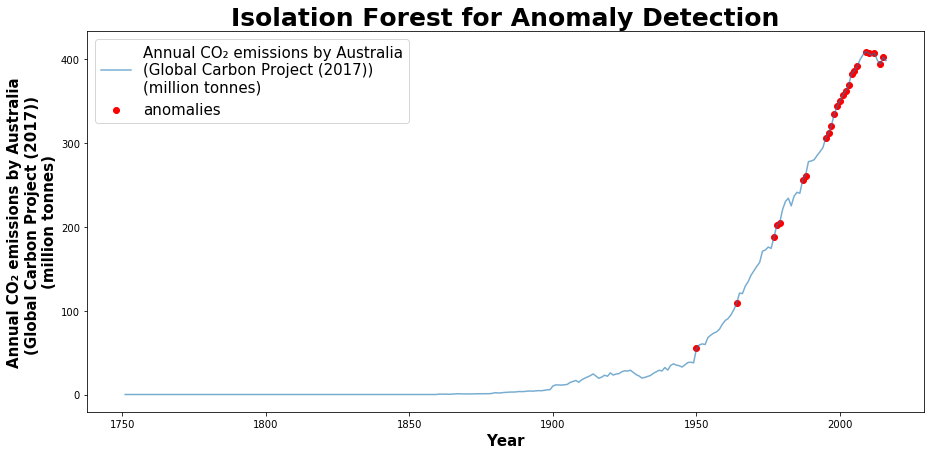 Isolation Forest for Anomaly Detection
Annual CO₂ emissions by Australia
(Global Carbon Project (2017))
(million tonnes)
anomalies
Annual CO₂ emissions by Australia
(Global Carbon Project (2017))
(million tonnes)
400
300
200
100
0
1750
1800
1850
1900
1950
2000
Year